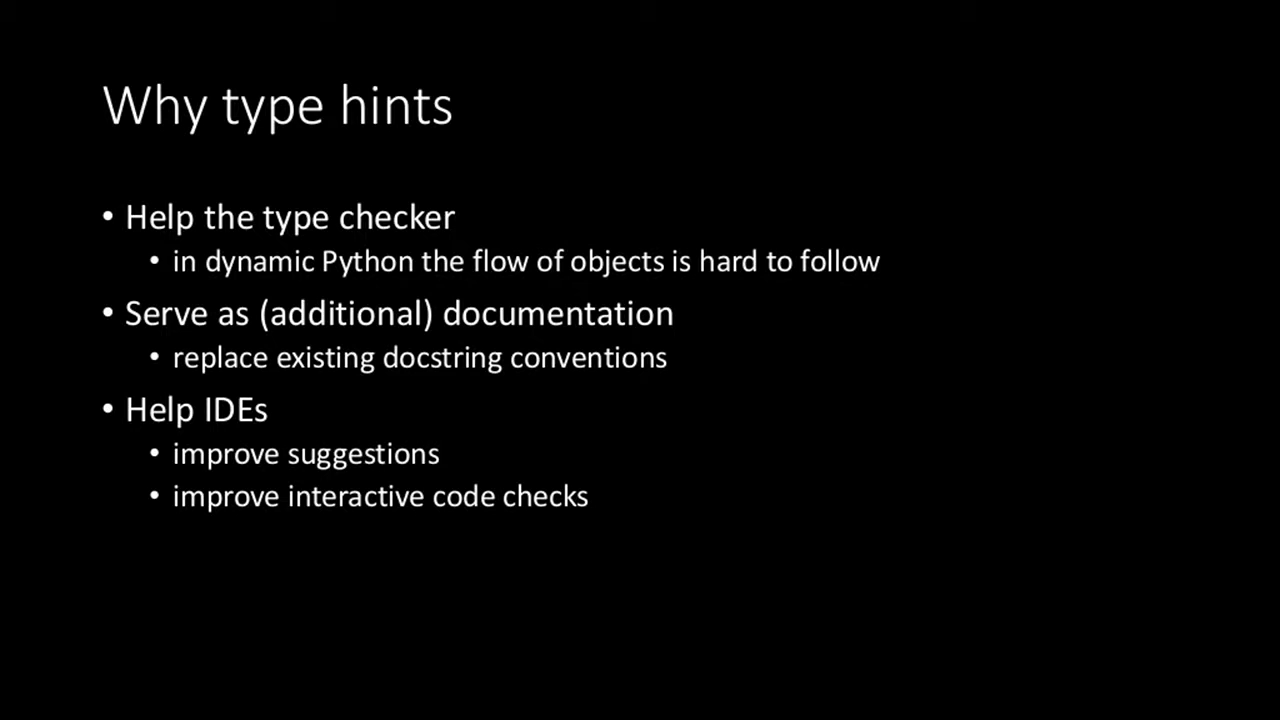 Why type hints
• Help the type checker
• in dynamic Python the flow of objects is hard to follow
• Serve as (additional) documentation
• replace existing docstring conventions
• Help IDEs
• improve suggestions
• improve interactive code checks